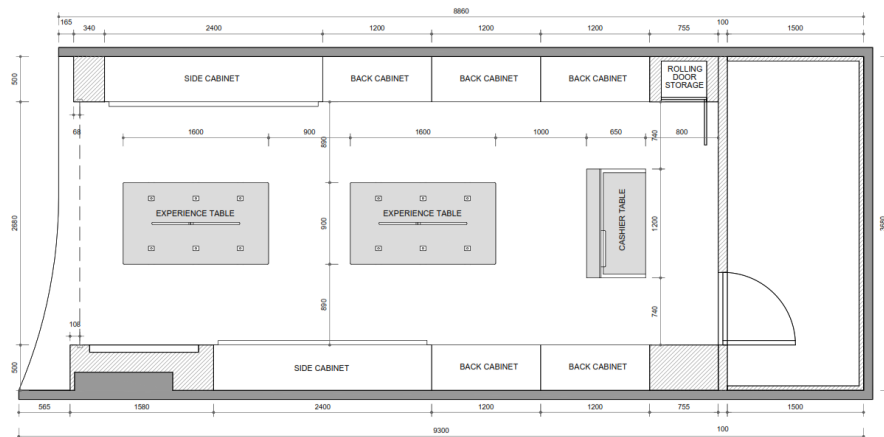 8860
165
340
2400
1200
1200
1200
755
100
1500
500
SIDE CABINET
BACK CABINET
BACK CABINET
BACK CABINET
ROLLING
DOOR
STORAGE
68
1600
900
890
1600
1000
650
740
800
2680
EXPERIENCE TABLE
900
EXPERIENCE TABLE
CASHIER TABLE
1200
3680
108
890
740
500
SIDE CABINET
BACK CABINET
BACK CABINET
565
1580
2400
1200
1200
755
1500
9300
100